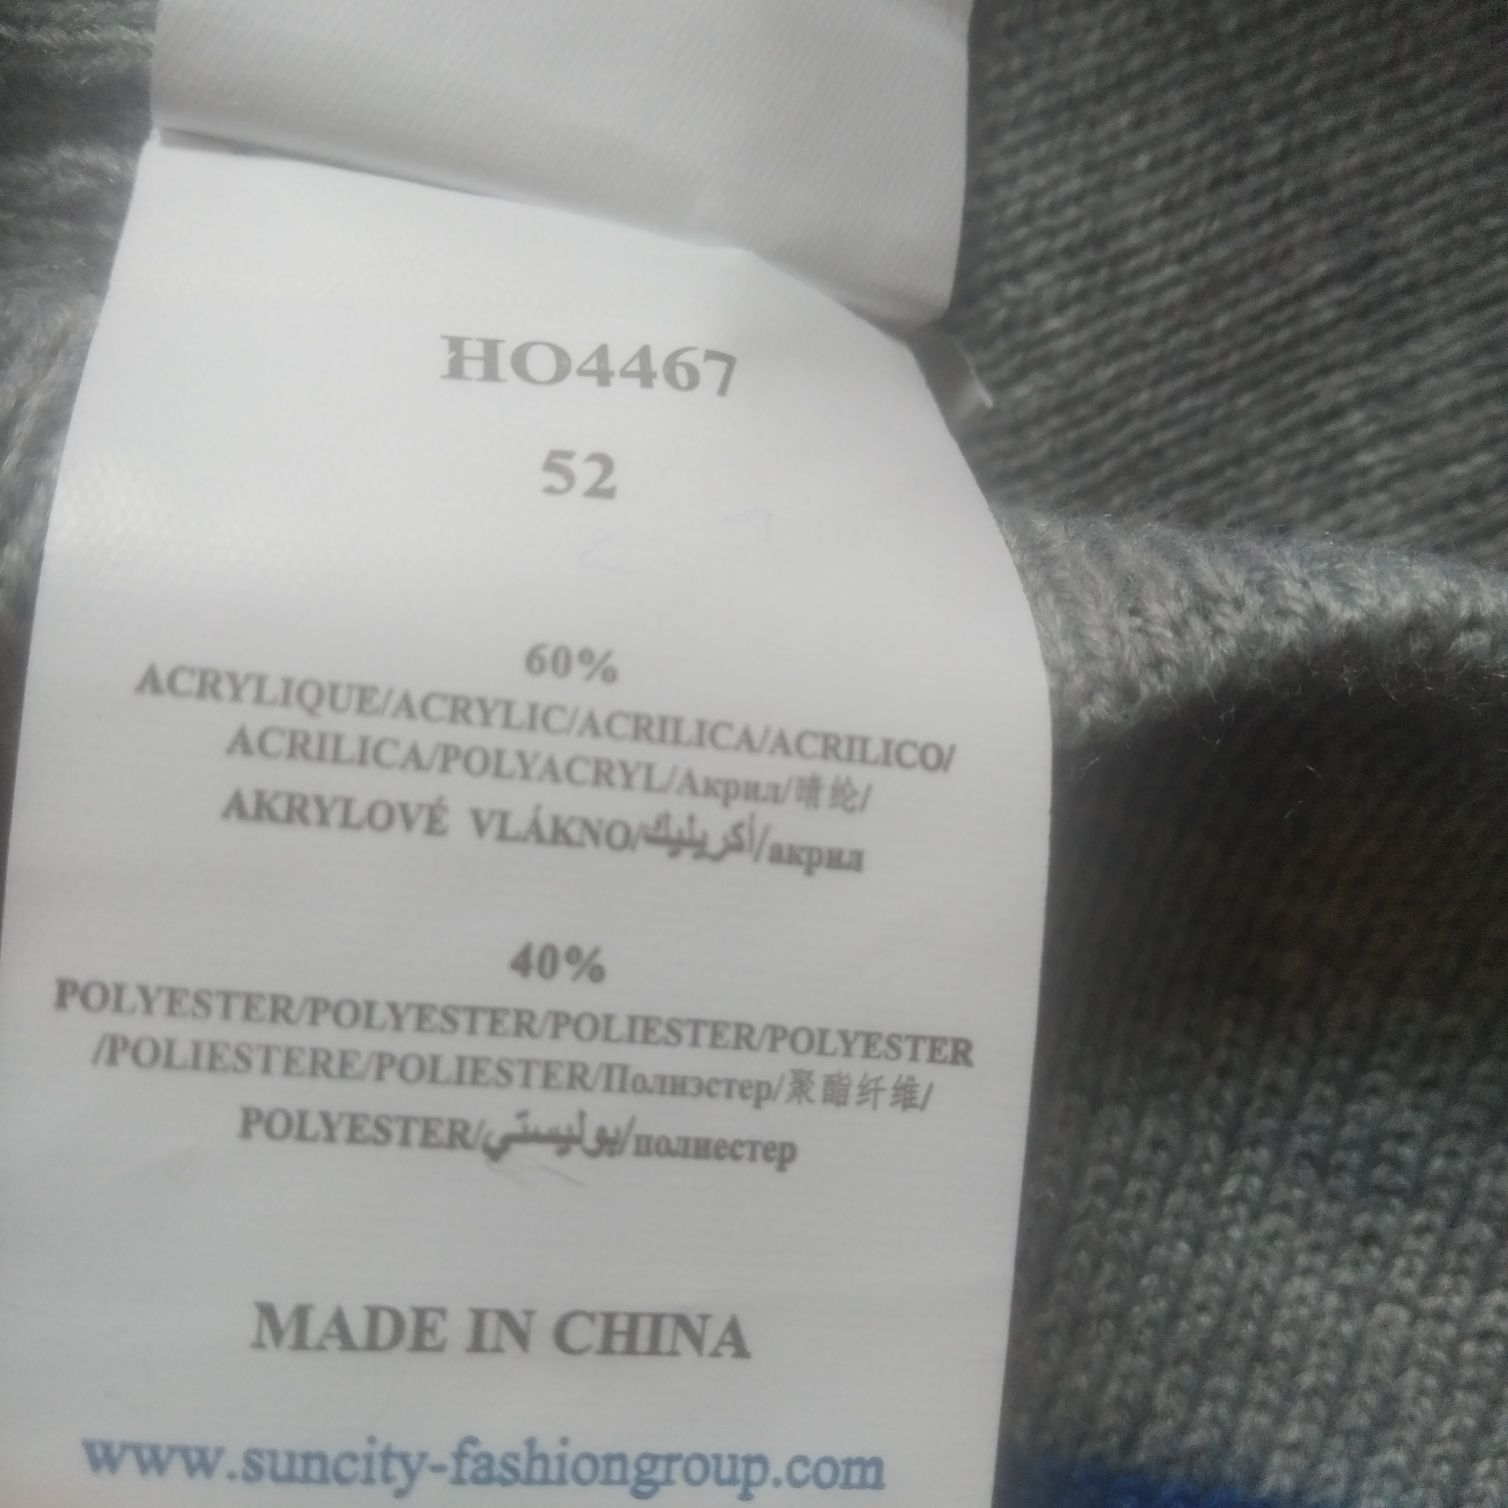 HO4467
52
60%
ACRYLIQUE/ACRYLIC/ACRILICA/ACRILICO/
ACRILICA/POLYACRYL/Акрил/晴纶/
AKRYLOVÉ VLÁKNO/أكريليك/акрил
40%
POLYESTER/POLYESTER/POLIESTER/POLYESTER
/POLIESTERE/POLIESTER/Полиэстер/聚酯纤维/
POLYESTER/بوليستي/полиестер
MADE IN CHINA
www.suncity-fashiongroup.com